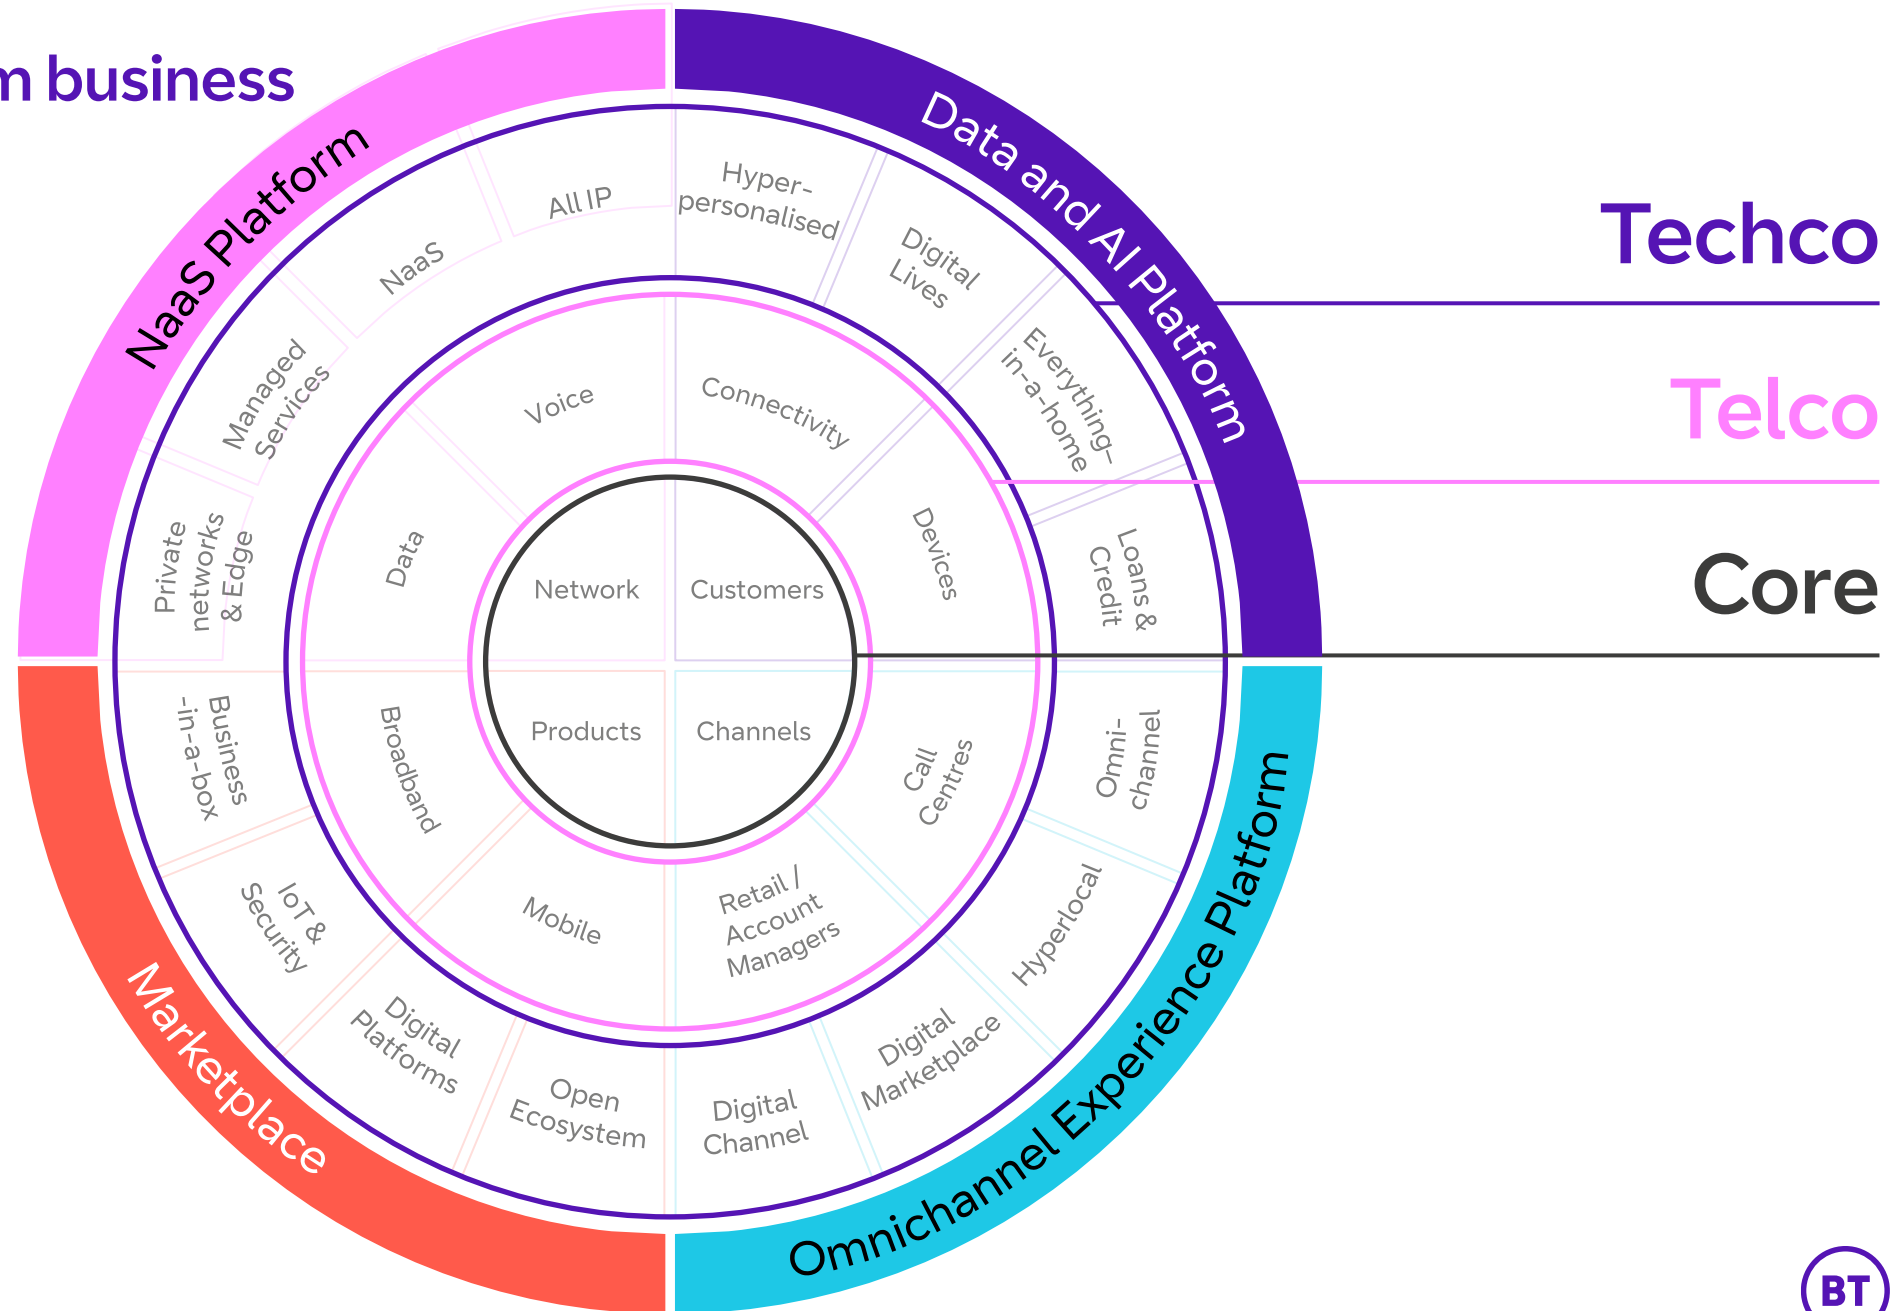 m business
NaaS Platform
Data and AI Platform
Techco
Telco
Core
All IP
NaaS
Managed
Services
Private
networks
& Edge
Hyper-
personalised
Digital
Lives
Everything-
in-a-home
Loans &
Credit
Voice
Data
Connectivity
Devices
Network
Customers
Products
Channels
Broadband
Mobile
Call
Centres
Retail /
Account
Managers
Business
-in-a-box
IoT &
Security
Digital
Platforms
Open
Ecosystem
Omni-
channel
Hyperlocal
Digital
Marketplace
Digital
Channel
Marketplace
Omnichannel Experience Platform
BT